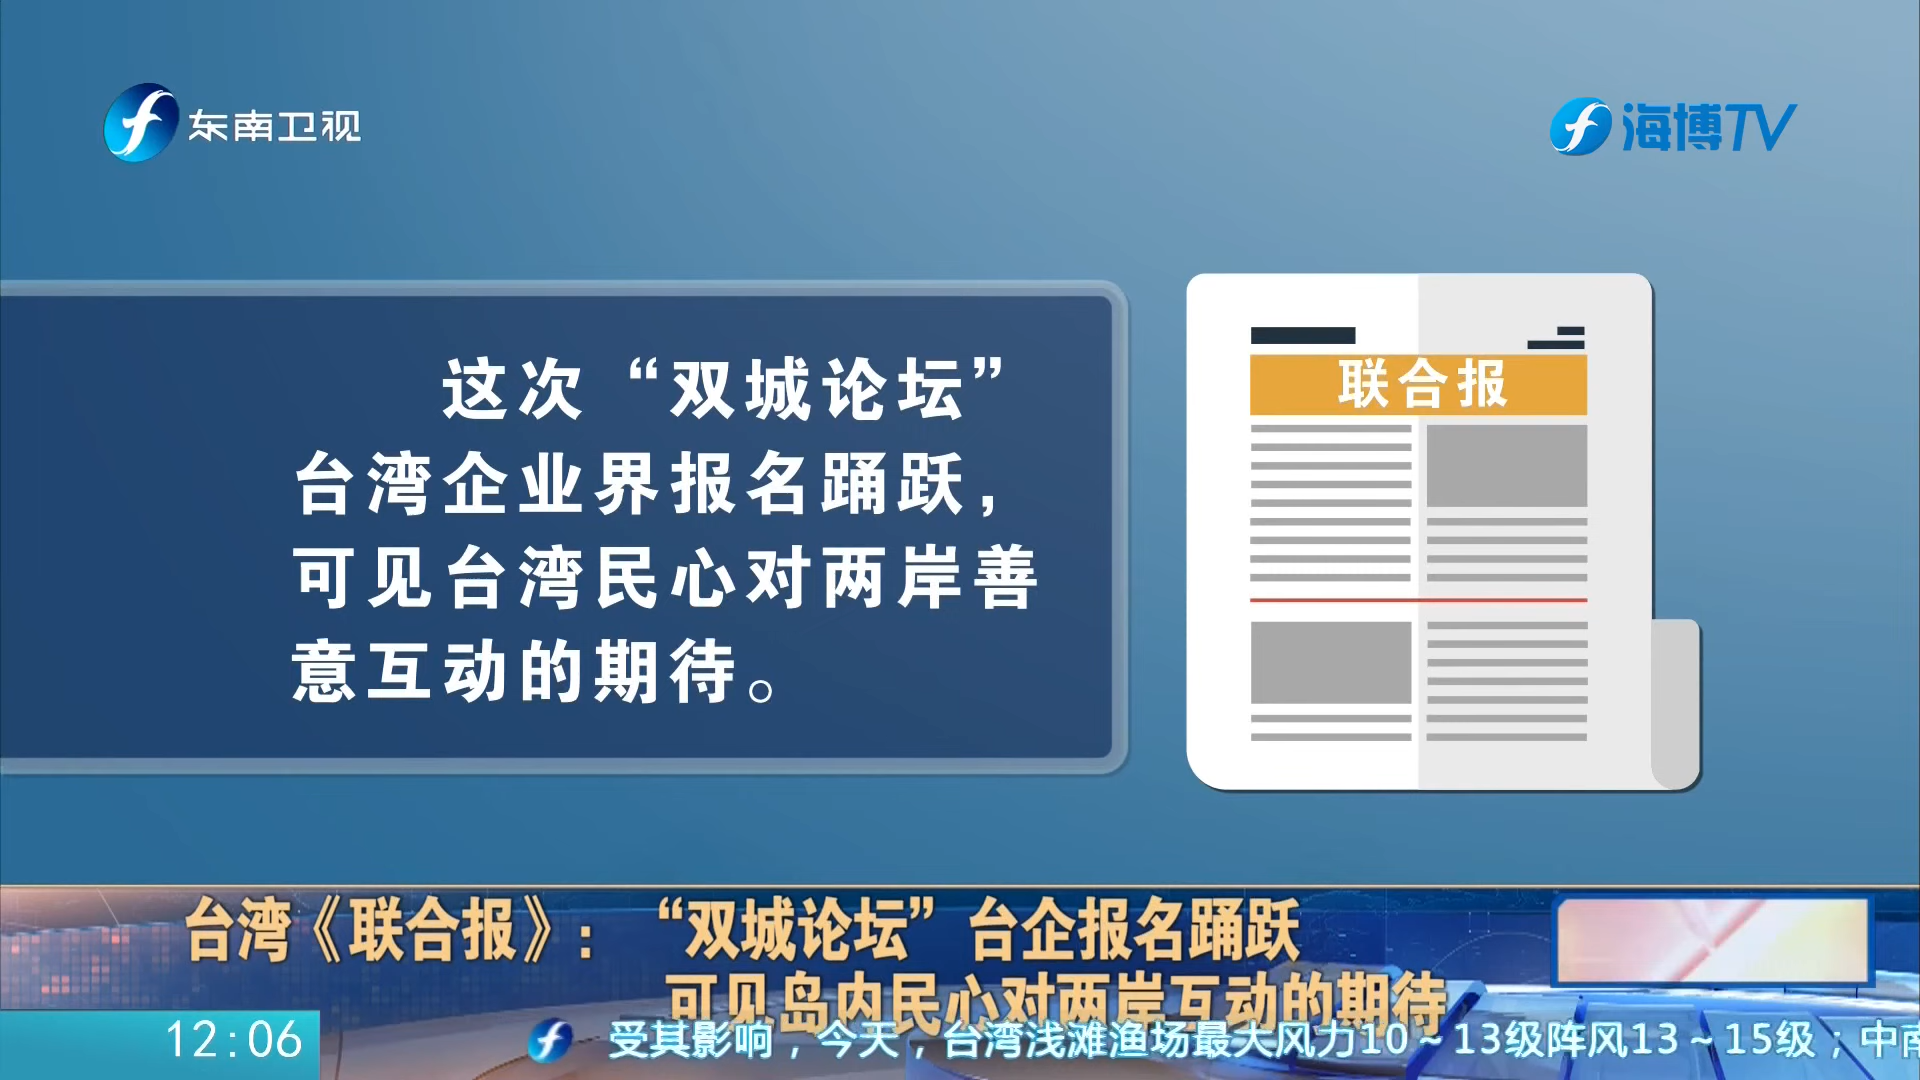 东南卫视
海博TV
这次“双城论坛”
台湾企业界报名踊跃，
可见台湾民心对两岸善
意互动的期待。
联合报
台湾《联合报》：“双城论坛”台企报名踊跃
可见岛内民心对两岸互动的期待
12:06
受其影响，今天，台湾浅滩渔场最大风力10～13级阵风13～15级；中南